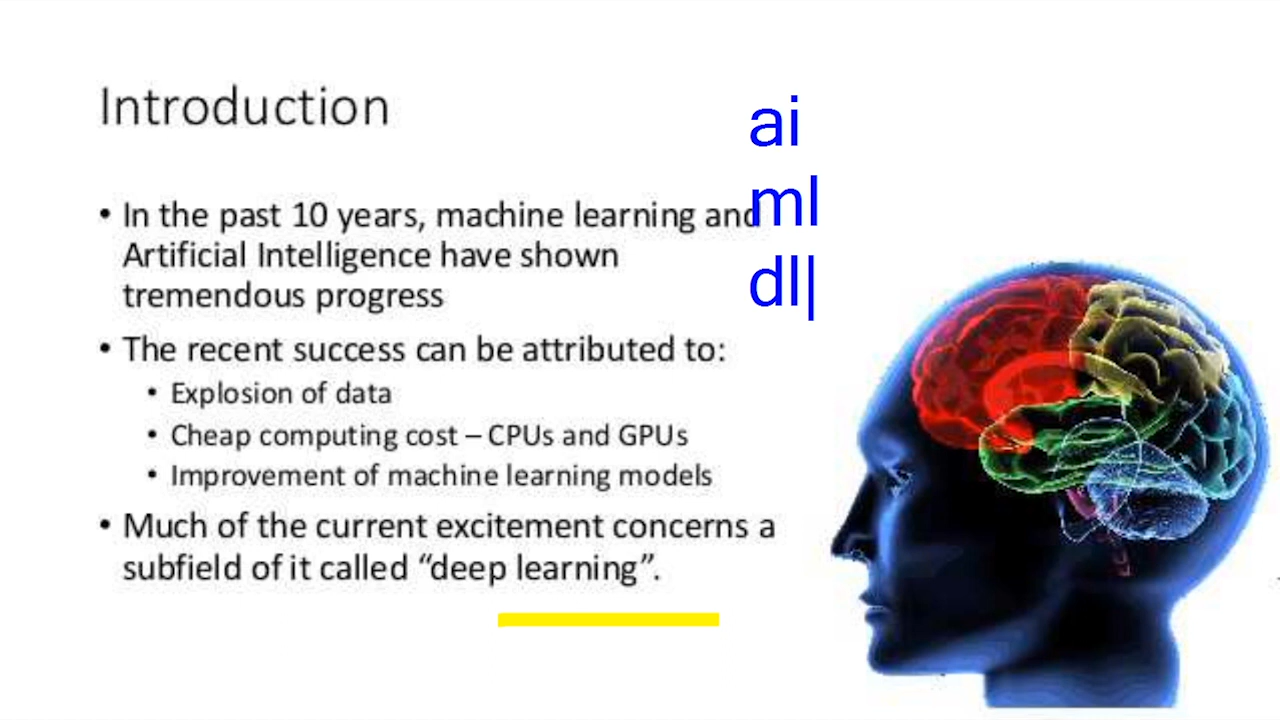 Introduction
ai
ml
dl
• In the past 10 years, machine learning and
Artificial Intelligence have shown
tremendous progress
• The recent success can be attributed to:
• Explosion of data
• Cheap computing cost – CPUs and GPUs
• Improvement of machine learning models
• Much of the current excitement concerns a
subfield of it called “deep learning”.